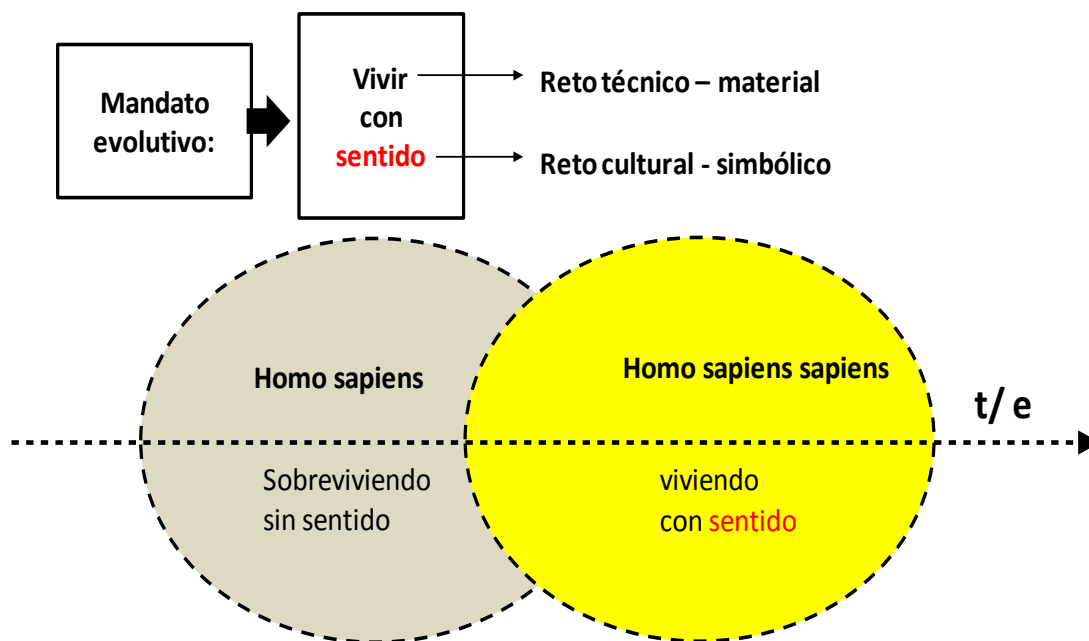 Mandato
evolutivo:
Vivir
con
sentido
Reto técnico – material
Reto cultural - simbólico
Homo sapiens
Homo sapiens sapiens
t/ e
Sobreviviendo
sin sentido
viviendo
con sentido